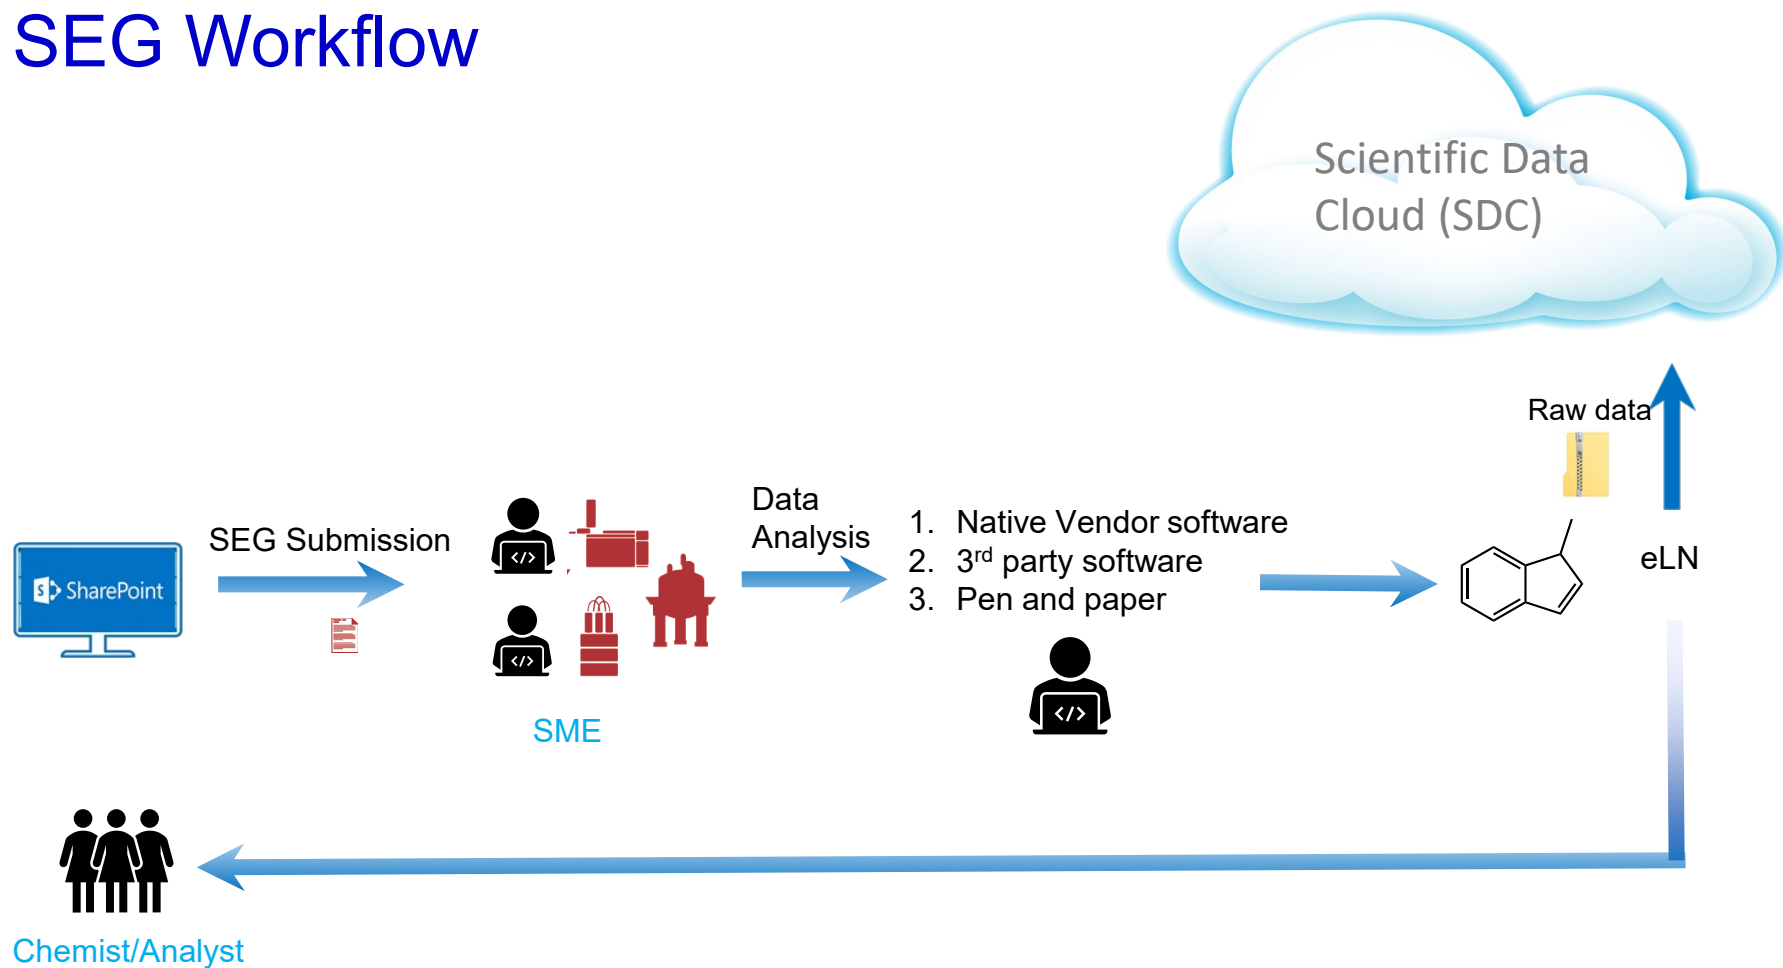 SEG Workflow
Scientific Data
Cloud (SDC)
Raw data
SharePoint
S
SEG Submission
</>
</>
SME
Data
Analysis
1. Native Vendor software
2. 3rd party software
3. Pen and paper
</>
eLN
Chemist/Analyst